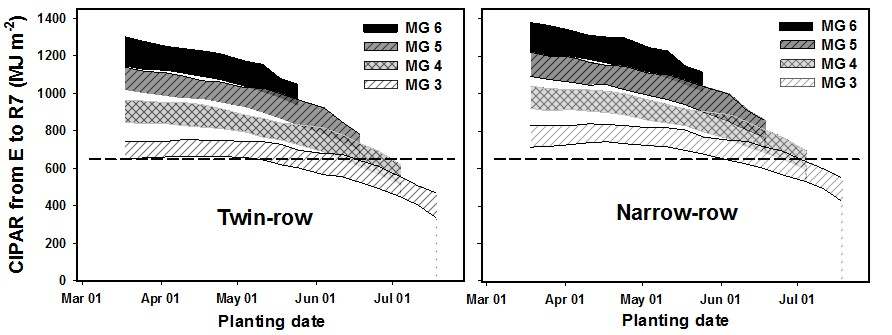 CIPAR from E to R7 (MJ m-2)
1400
1200
1000
800
600
400
200
0
MG 6
MG 5
MG 4
MG 3
Twin-row
Mar 01 Apr 01 May 01 Jun 01 Jul 01
Planting date
MG 6
MG 5
MG 4
MG 3
Narrow-row
Mar 01 Apr 01 May 01 Jun 01 Jul 01
Planting date